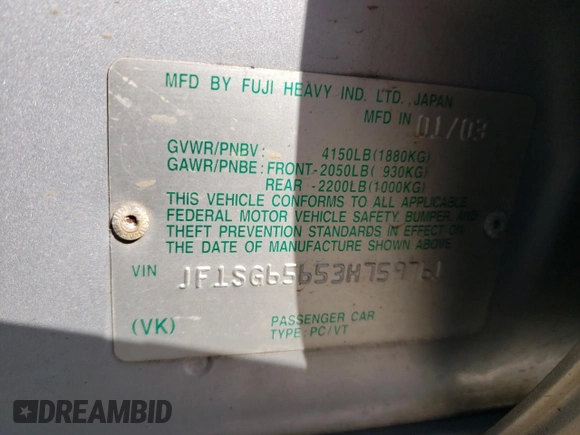 MFD BY FUJI HEAVY IND. LTD. JAPAN
MFD IN 01/03
GVWR/PNBV: 4150LB(1880KG)
GAWR/PNBE: FRONT-2050LB( 930KG)
REAR -2200LB(1000KG)
THIS VEHICLE CONFORMS TO ALL APPLICABLE
FEDERAL MOTOR VEHICLE SAFETY, BUMPER, AND
THEFT PREVENTION STANDARDS IN EFFECT ON
THE DATE OF MANUFACTURE SHOWN ABOVE.
VIN JF1SG65653H759761
(VK) PASSENGER CAR
TYPE:PC/VT
DREAMBID